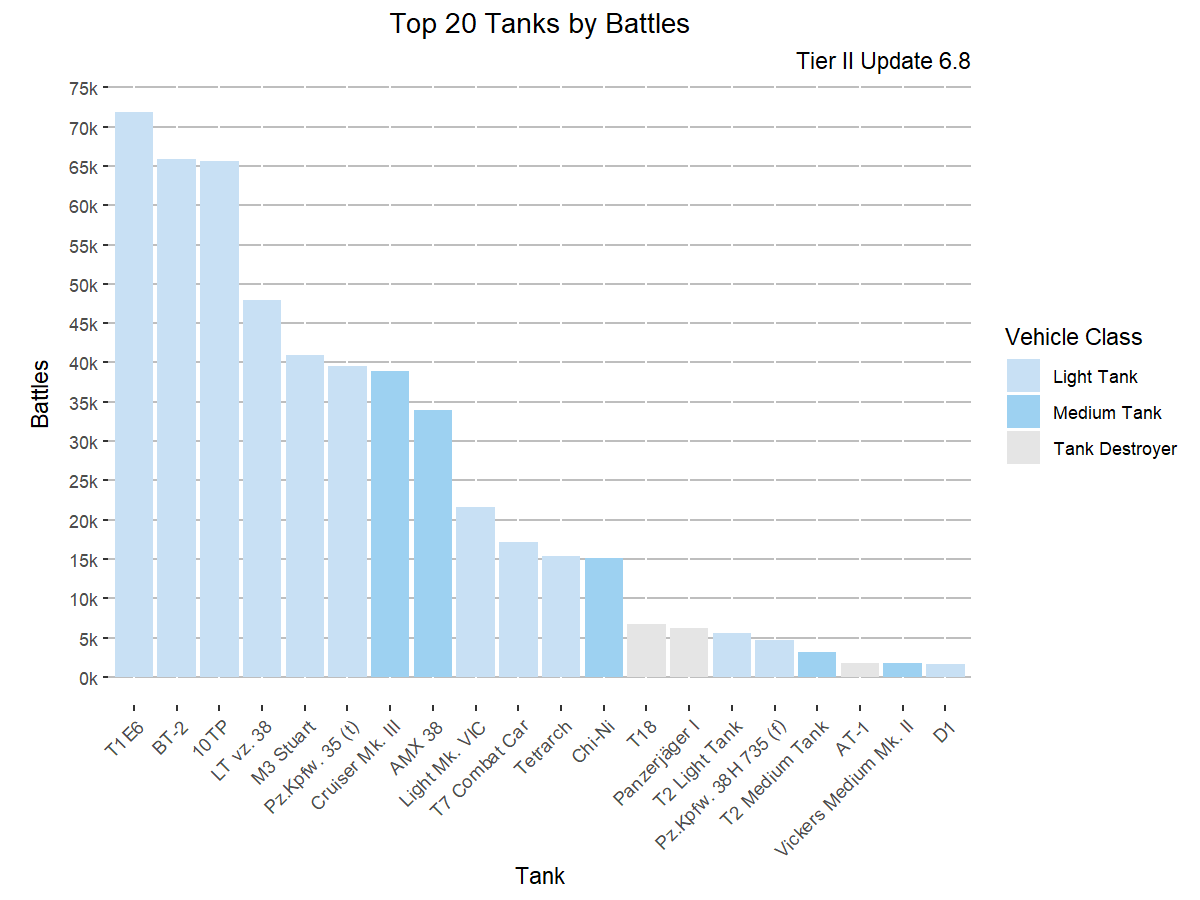 Top 20 Tanks by Battles
Tier II Update 6.8
75k
70k
65k
60k
55k
50k
45k
40k
35k
30k
25k
20k
15k
10k
5k
0k
Battles
T1E6
BT-2
10TP
LT vz. 38
M3 Stuart
Pz.Kpfw. 35 (t)
Cruiser Mk. III
AMX 38
Light Mk. VIC
T7 Combat Car
Tetrarch
Chi-Ni
T18
Panzerjäger I
T2 Light Tank
Pz.Kpfw. 38H 735 (f)
T2 Medium Tank
AT-1
Vickers Medium Mk. II
D1
Tank
Vehicle Class
Light Tank
Medium Tank
Tank Destroyer